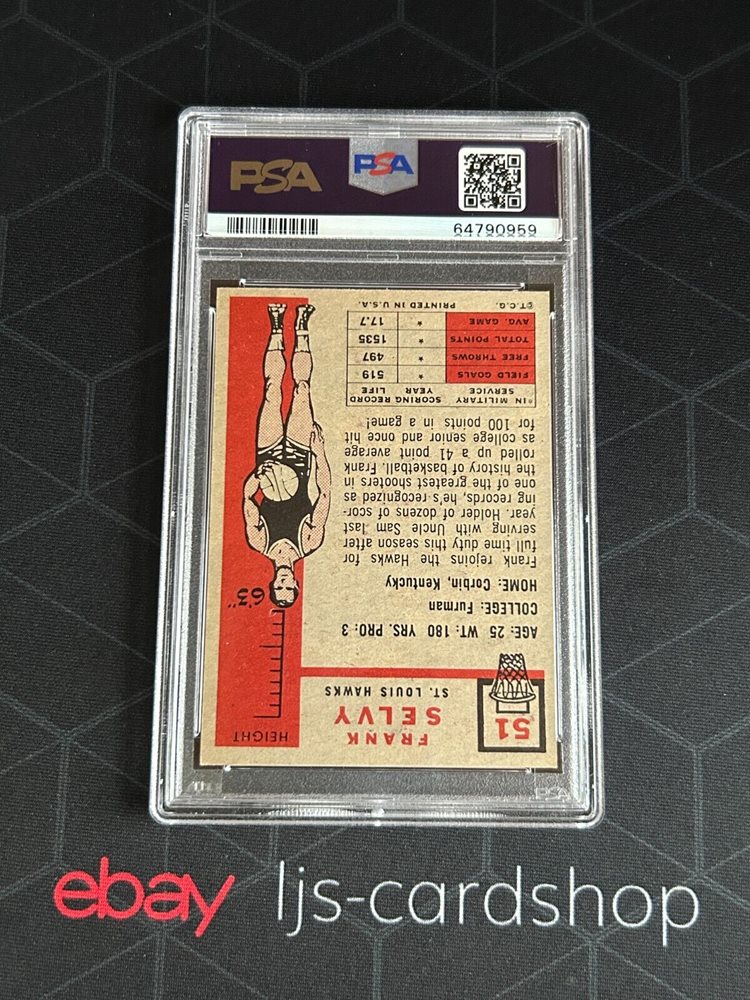 PSA
PSA
64790959
51
FRANK
SELVY
ST. LOUIS HAWKS
HEIGHT
6'3"
AGE: 25 WT: 180 YRS. PRO: 3
COLLEGE: Furman
HOME: Corbin, Kentucky
Frank rejoins the Hawks for
full time duty this season after
serving with Uncle Sam last
year. Holder of dozens of scor-
ing records, he's recognized as
one of the greatest shooters in
the history of basketball. Frank
rolled up a 41 point average
as college senior and once hit
for 100 points in a game!
*IN MILITARY SERVICE
SCORING RECORD
YEAR LIFE
FIELD GOALS * 519
FREE THROWS * 497
TOTAL POINTS * 1535
AVG. GAME * 17.7
©T.C.G. PRINTED IN U.S.A.
PSA
ebay ljs-cardshop